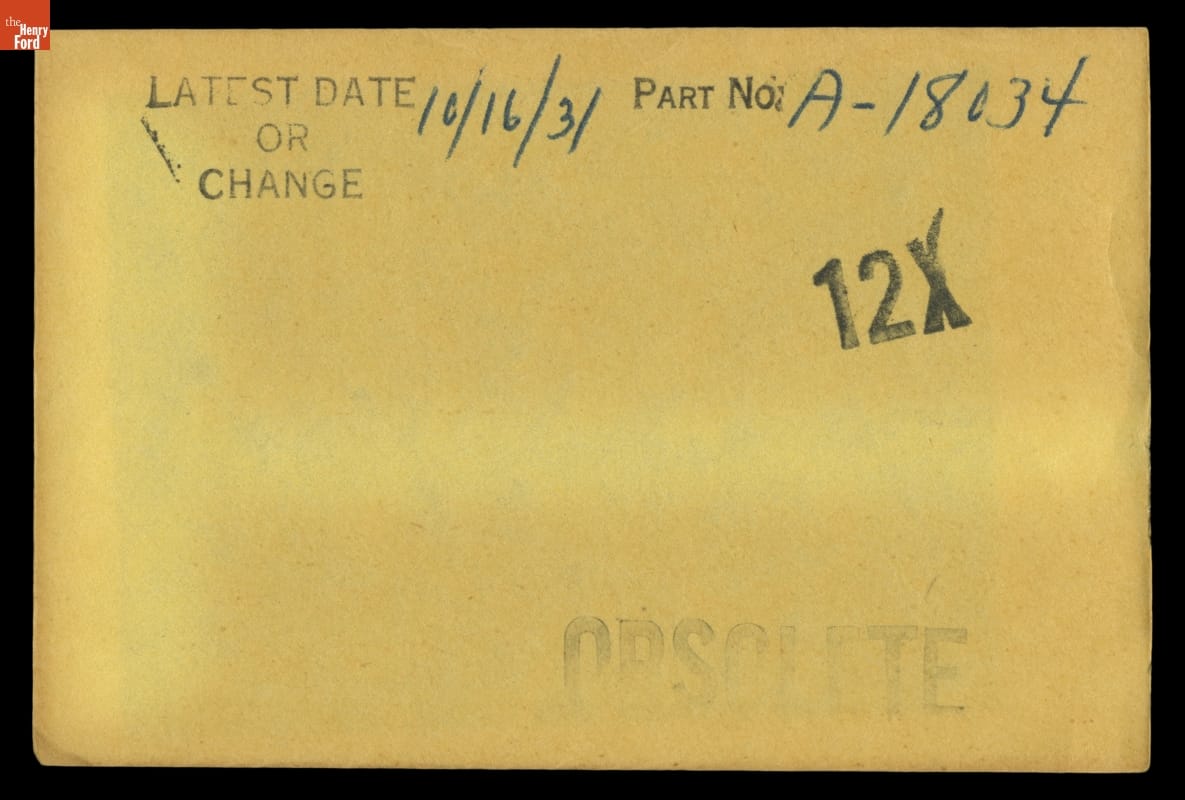 the
Henry
Ford
LATEST DATE 10/16/31 PART NO: A-18034
OR
CHANGE
12X
OBSOLETE